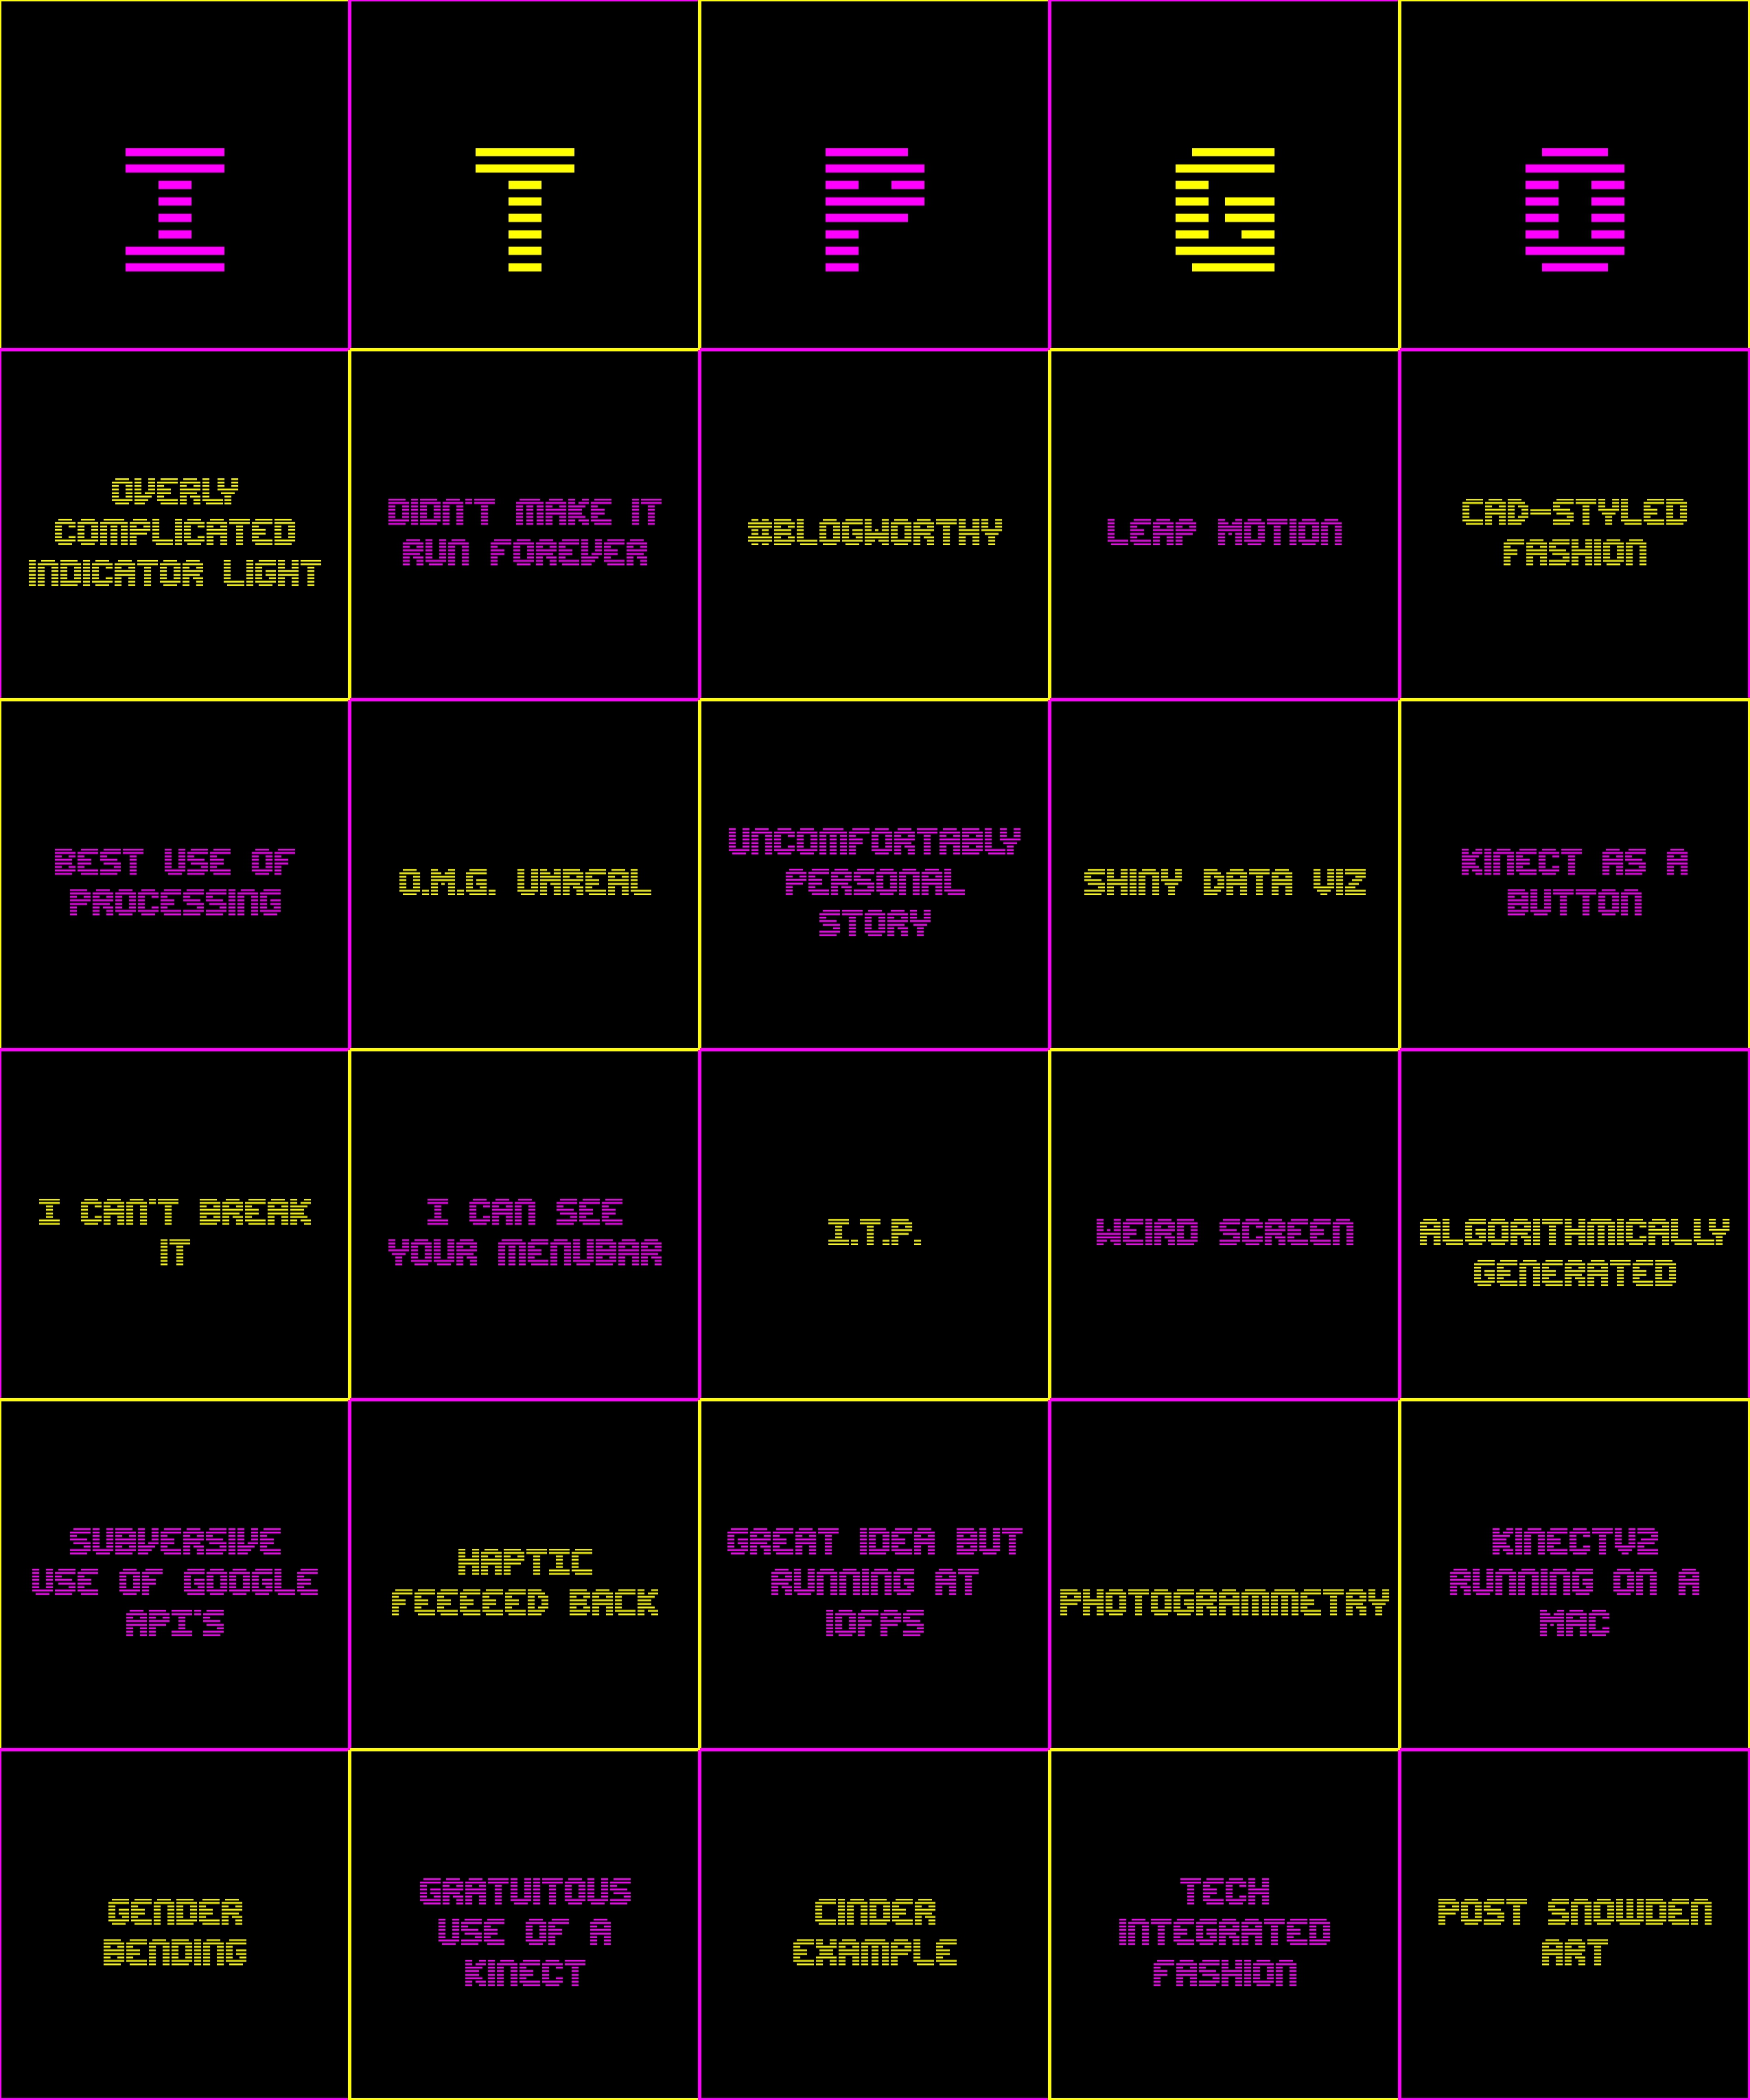 I
T
P
G
O
OVERLY
COMPLICATED
INDICATOR LIGHT
DIDN'T MAKE IT
RUN FOREVER
#BLOGWORTHY
LEAP MOTION
CAD-STYLED
FASHION
BEST USE OF
PROCESSING
O.M.G. UNREAL
UNCOMFORTABLY
PERSONAL
STORY
SHINY DATA VIZ
KINECT AS A
BUTTON
I CAN'T BREAK
IT
I CAN SEE
YOUR MENUBAR
I.T.P.
WEIRD SCREEN
ALGORITHMICALLY
GENERATED
SUBVERSIVE
USE OF GOOGLE
API'S
HAPTIC
FEEEEED BACK
GREAT IDEA BUT
RUNNING AT
10FPS
PHOTOGRAMMETRY
KINECTV2
RUNNING ON A
MAC
GENDER
BENDING
GRATUITOUS
USE OF A
KINECT
CINDER
EXAMPLE
TECH
INTEGRATED
FASHION
POST SNOWDEN
ART